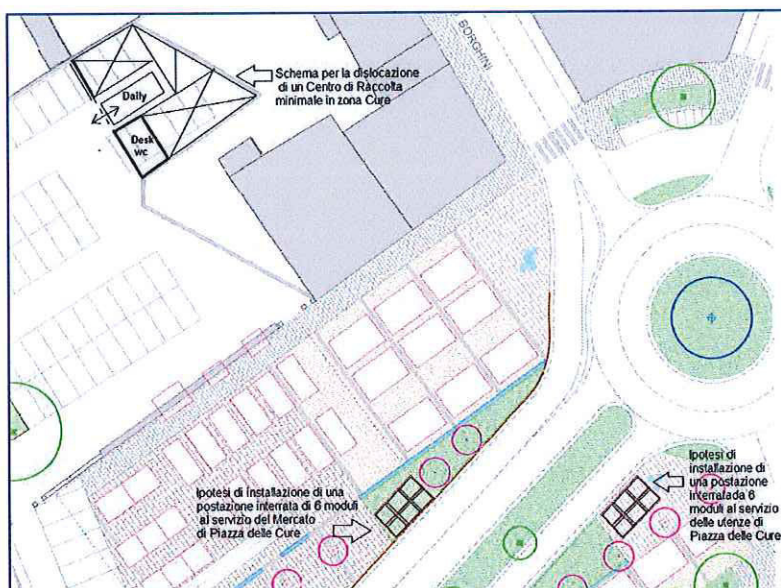 BORGHINI
Schema per la dislocazione
di un Centro di Raccolta
minimale in zona Cure
Daily
Desk
wc
Ipotesi di installazione di una
postazione interrata di 6 moduli
al servizio del Mercato
di Piazza delle Cure
Ipotesi di
installazione di
una postazione
interrata da 6
moduli al servizio
delle utenze di
Piazza delle Cure